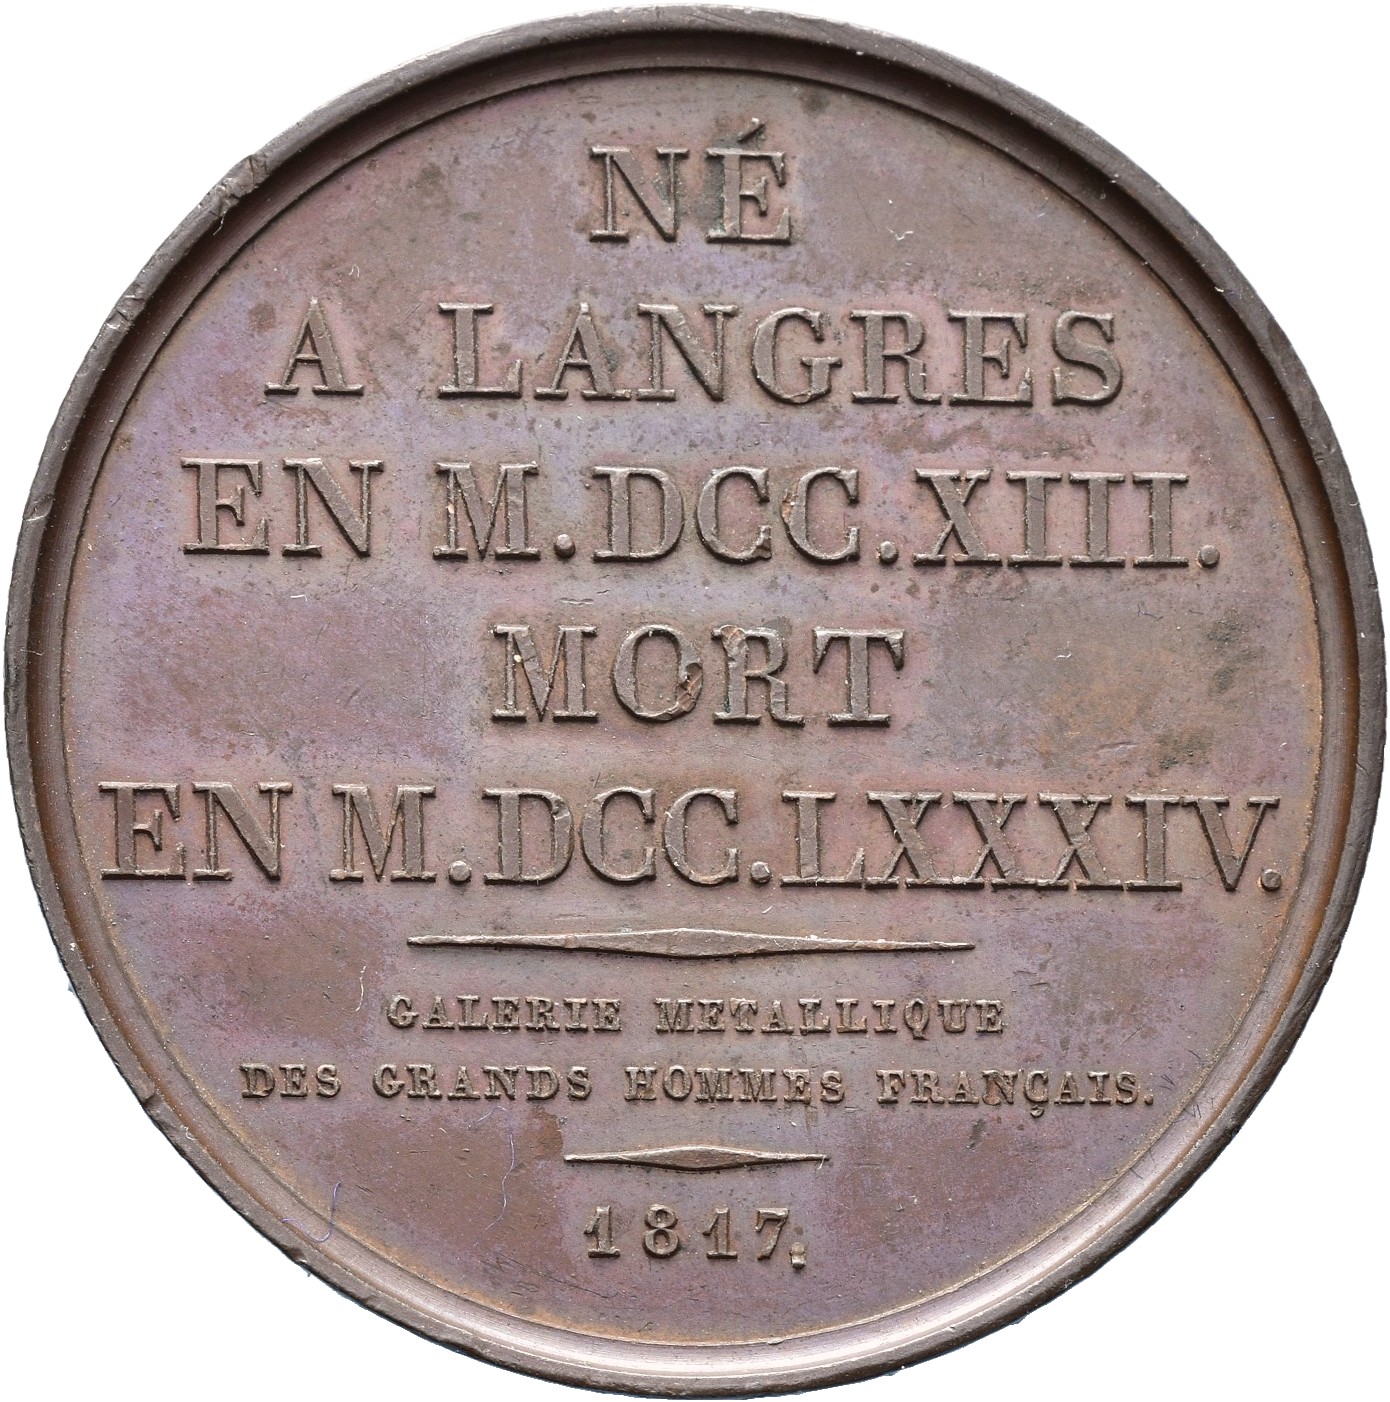 NÉ
A LANGRES
EN M.DCC.XIII.
MORT
EN M.DCC.LXXXIV.
GALERIE METALLIQUE
DES GRANDS HOMMES FRANÇAIS.
1817.